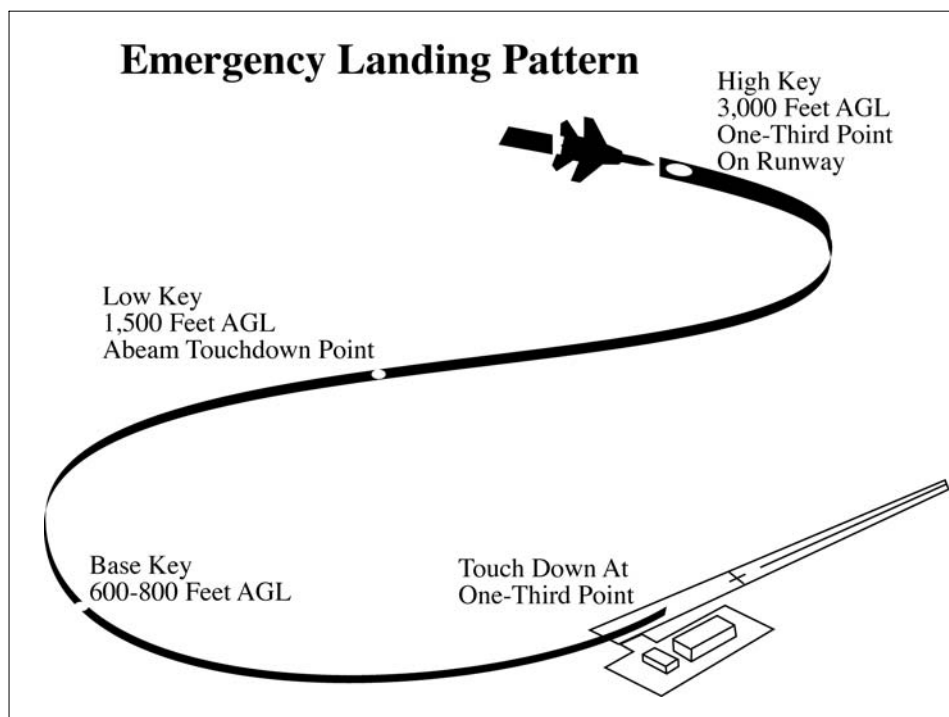 Emergency Landing Pattern
High Key
3,000 Feet AGL
One-Third Point
On Runway
Low Key
1,500 Feet AGL
Abeam Touchdown Point
Base Key
600-800 Feet AGL
Touch Down At
One-Third Point